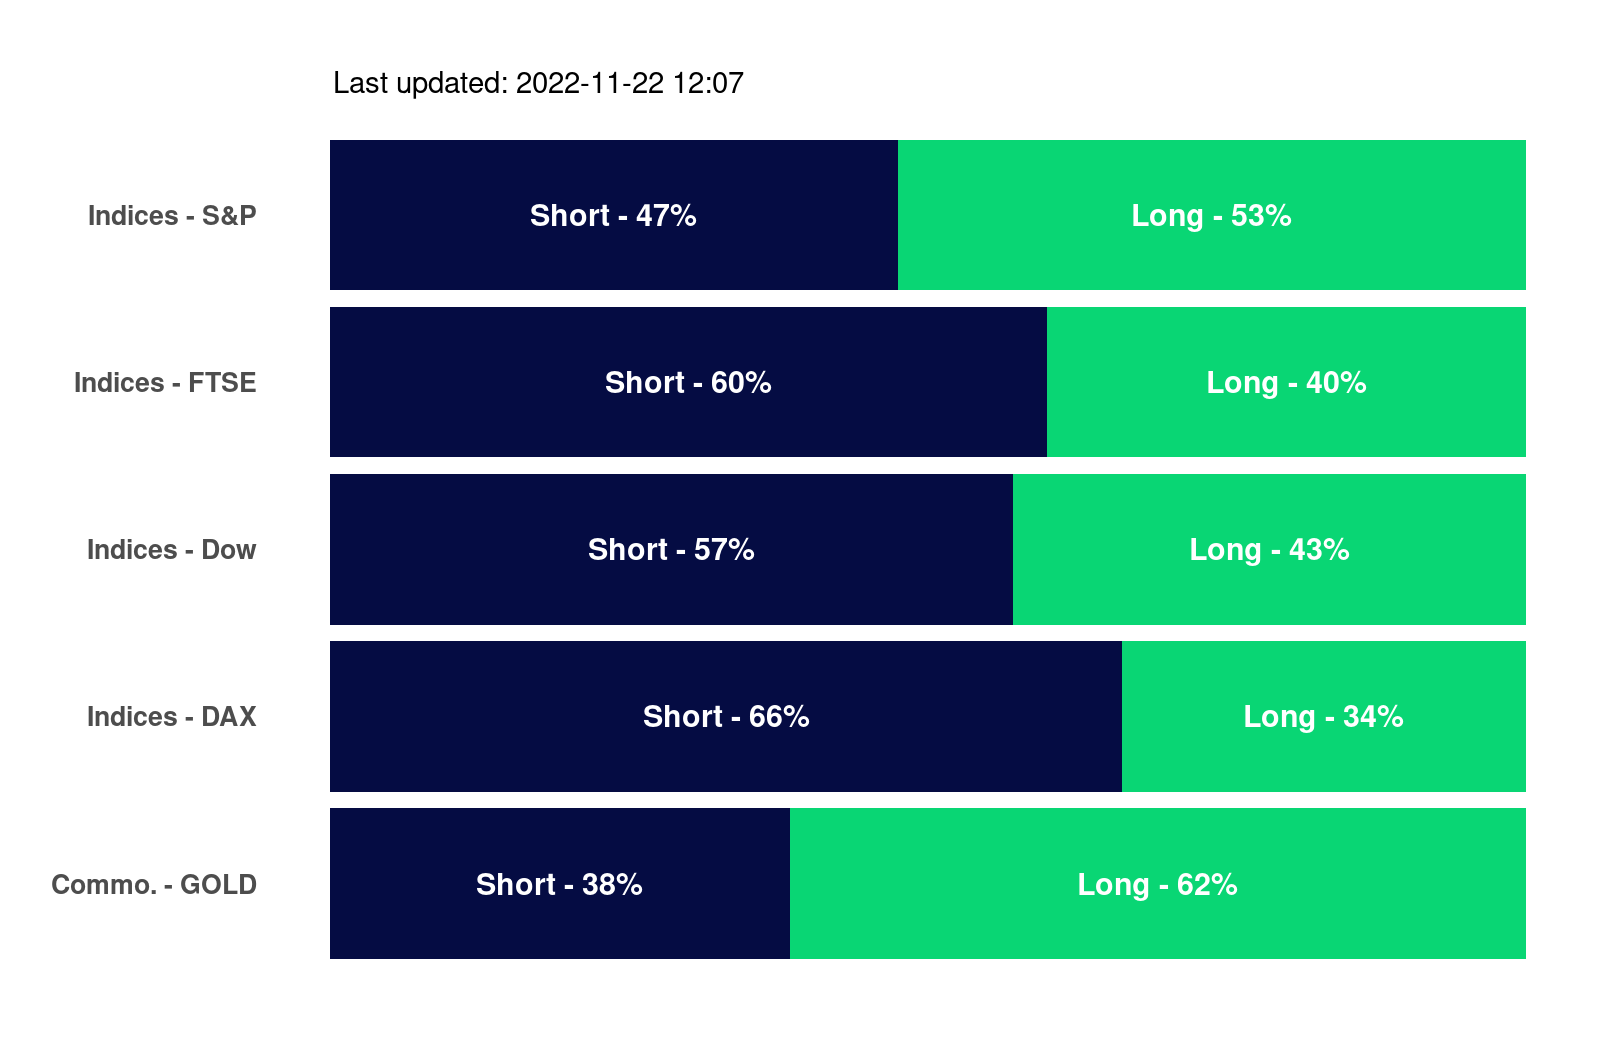 Last updated: 2022-11-22 12:07
Indices - S&P Short - 47% Long - 53%
Indices - FTSE Short - 60% Long - 40%
Indices - Dow Short - 57% Long - 43%
Indices - DAX Short - 66% Long - 34%
Commo. - GOLD Short - 38% Long - 62%